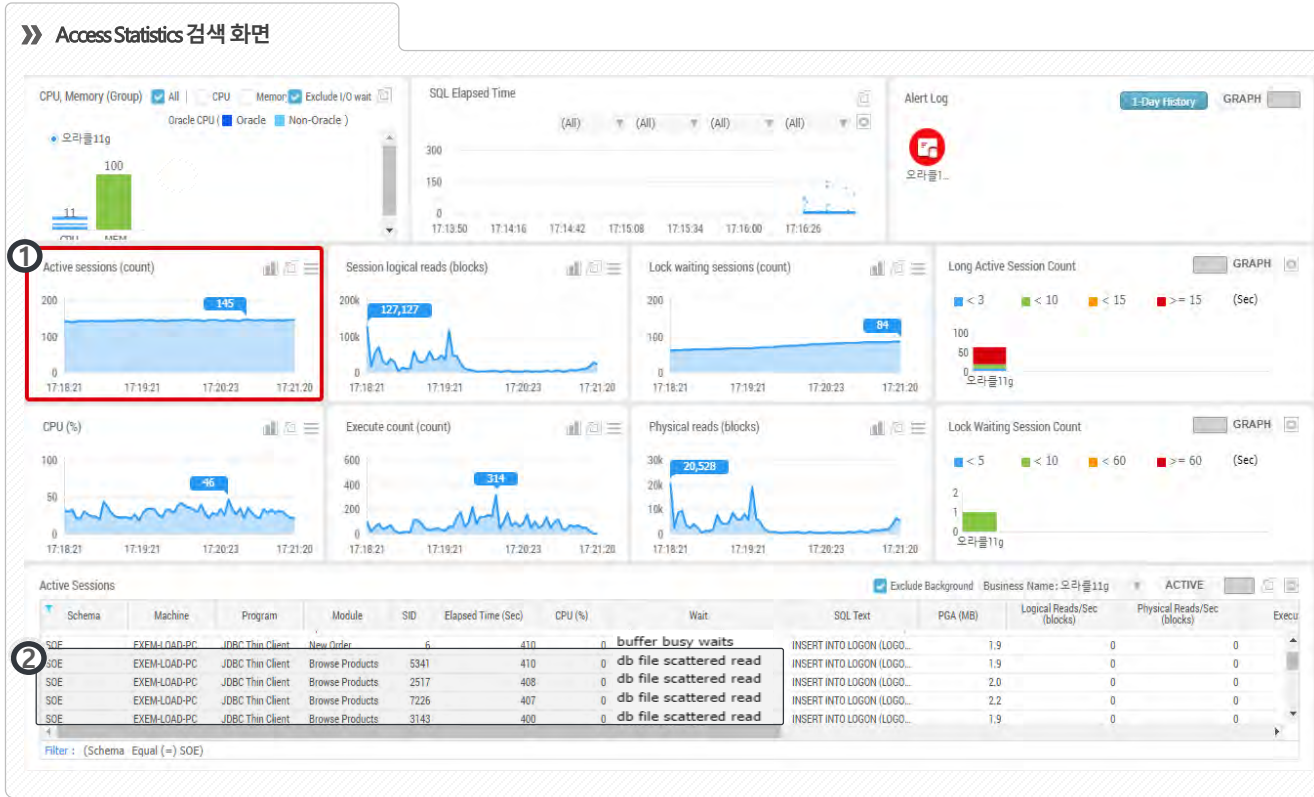 Access Statistics 검색 화면
CPU, Memory (Group) All | CPU Memor Exclude I/O wait
Oracle CPU ( Oracle Non-Oracle )
오라클11g
100
11
CPU MEM
SQL Elapsed Time
(All) (All) (All) (All)
300
150
0
17:13:50 17:14:16 17:14:42 17:15:08 17:15:34 17:16:00 17:16:26
Alert Log 1-Day History GRAPH
오라클1...
1
Active sessions (count)
200
145
100
0
17:18:21 17:19:21 17:20:23 17:21:20
Session logical reads (blocks)
200k
127,127
100k
0
17:18:21 17:19:21 17:20:23 17:21:20
Lock waiting sessions (count)
200
84
100
0
17:18:21 17:19:21 17:20:23 17:21:20
Long Active Session Count GRAPH
< 3 < 10 < 15 >= 15 (Sec)
100
50
0
오라클11g
CPU (%)
100
46
50
0
17:18:21 17:19:21 17:20:23 17:21:20
Execute count (count)
600
314
400
200
0
17:18:21 17:19:21 17:20:23 17:21:20
Physical reads (blocks)
30k
20,528
20k
10k
0
17:18:21 17:19:21 17:20:23 17:21:20
Lock Waiting Session Count GRAPH
< 5 < 10 < 60 >= 60 (Sec)
2
1
0
오라클11g
Active Sessions Exclude Background Business Name: 오라클11g ACTIVE
Schema Machine Program Module SID Elapsed Time (Sec) CPU (%) Wait SQL Text PGA (MB) Logical Reads/Sec (blocks) Physical Reads/Sec (blocks) Execu
SOE EXEM-LOAD-PC JDBC Thin Client New Order 6 410 0 buffer busy waits INSERT INTO LOGON (LOGO... 1.9 0 0
2
SOE EXEM-LOAD-PC JDBC Thin Client Browse Products 5341 410 0 db file scattered read INSERT INTO LOGON (LOGO... 1.9 0 0
SOE EXEM-LOAD-PC JDBC Thin Client Browse Products 2517 408 0 db file scattered read INSERT INTO LOGON (LOGO... 2.0 0 0
SOE EXEM-LOAD-PC JDBC Thin Client Browse Products 7226 407 0 db file scattered read INSERT INTO LOGON (LOGO... 2.2 0 0
SOE EXEM-LOAD-PC JDBC Thin Client Browse Products 3143 400 0 db file scattered read INSERT INTO LOGON (LOGO... 1.9 0 0
Filter : (Schema Equal (=) SOE)